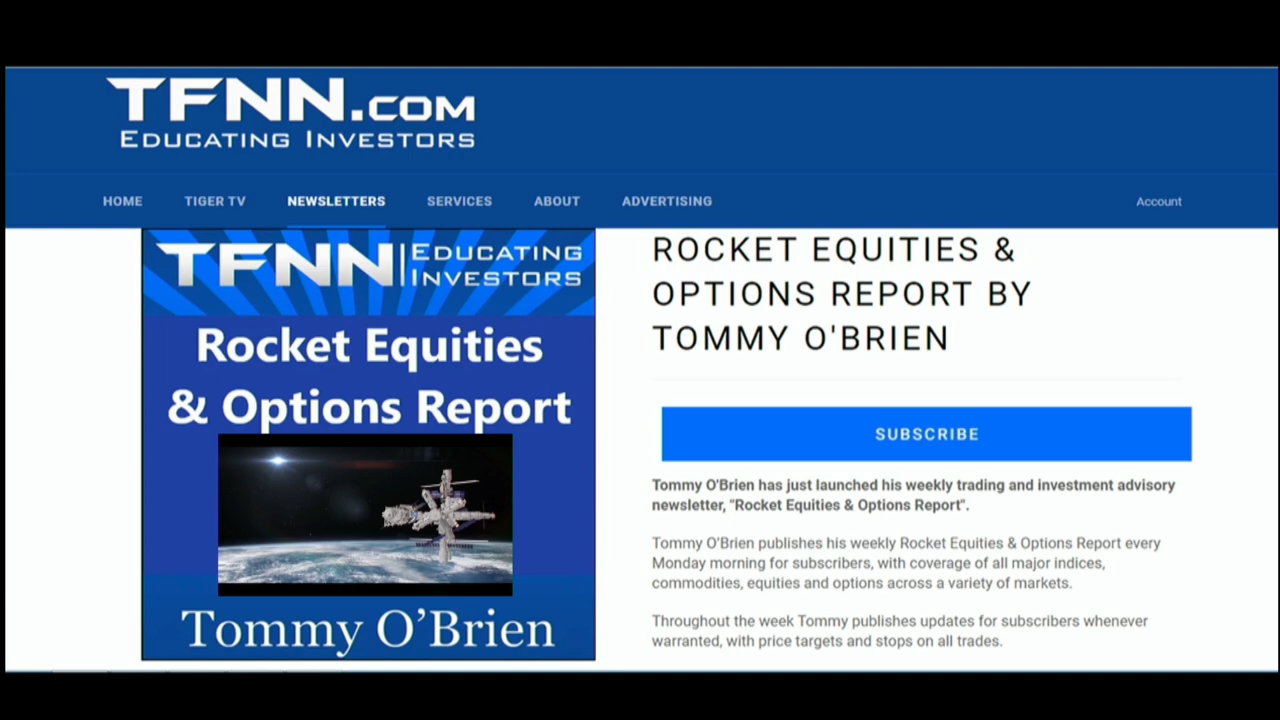 TFNN.COM
EDUCATING INVESTORS
HOME TIGER TV NEWSLETTERS SERVICES ABOUT ADVERTISING Account
TFNN EDUCATING
INVESTORS
Rocket Equities
& Options Report
Tommy O’Brien
ROCKET EQUITIES &
OPTIONS REPORT BY
TOMMY O'BRIEN
SUBSCRIBE
Tommy O'Brien has just launched his weekly trading and investment advisory
newsletter, "Rocket Equities & Options Report".
Tommy O’Brien publishes his weekly Rocket Equities & Options Report every
Monday morning for subscribers, with coverage of all major indices,
commodities, equities and options across a variety of markets.
Throughout the week Tommy publishes updates for subscribers whenever
warranted, with price targets and stops on all trades.